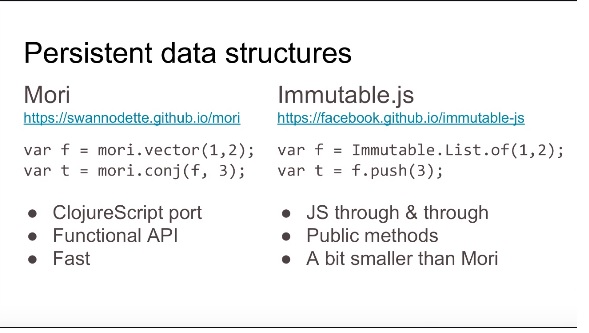 Persistent data structures
Mori
https://swannodette.github.io/mori
var f = mori.vector(1,2);
var t = mori.conj(f, 3);
● ClojureScript port
● Functional API
● Fast
Immutable.js
https://facebook.github.io/immutable-js
var f = Immutable.List.of(1,2);
var t = f.push(3);
● JS through & through
● Public methods
● A bit smaller than Mori